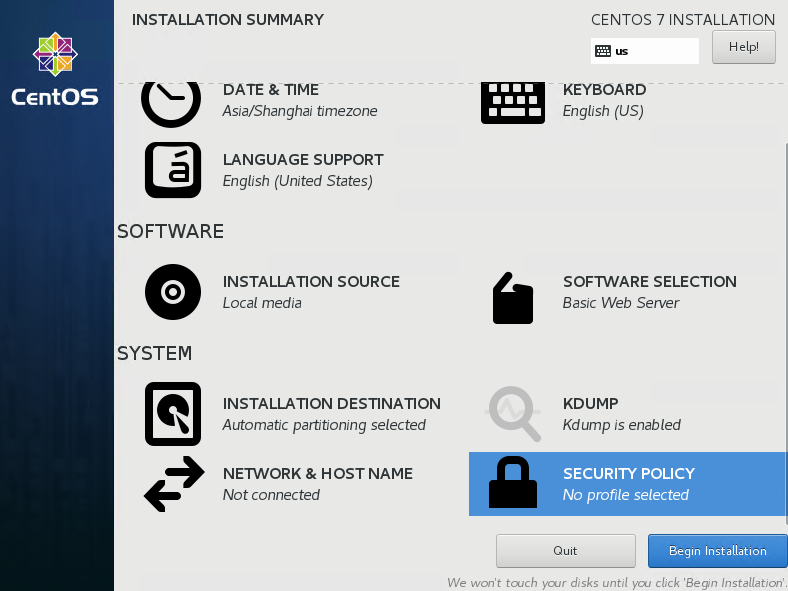 INSTALLATION SUMMARY
CENTOS 7 INSTALLATION
us
Help!
CentOS
DATE & TIME
Asia/Shanghai timezone
KEYBOARD
English (US)
á
LANGUAGE SUPPORT
English (United States)
SOFTWARE
INSTALLATION SOURCE
Local media
SOFTWARE SELECTION
Basic Web Server
SYSTEM
INSTALLATION DESTINATION
Automatic partitioning selected
KDUMP
Kdump is enabled
NETWORK & HOST NAME
Not connected
SECURITY POLICY
No profile selected
Quit
Begin Installation
We won't touch your disks until you click 'Begin Installation'.